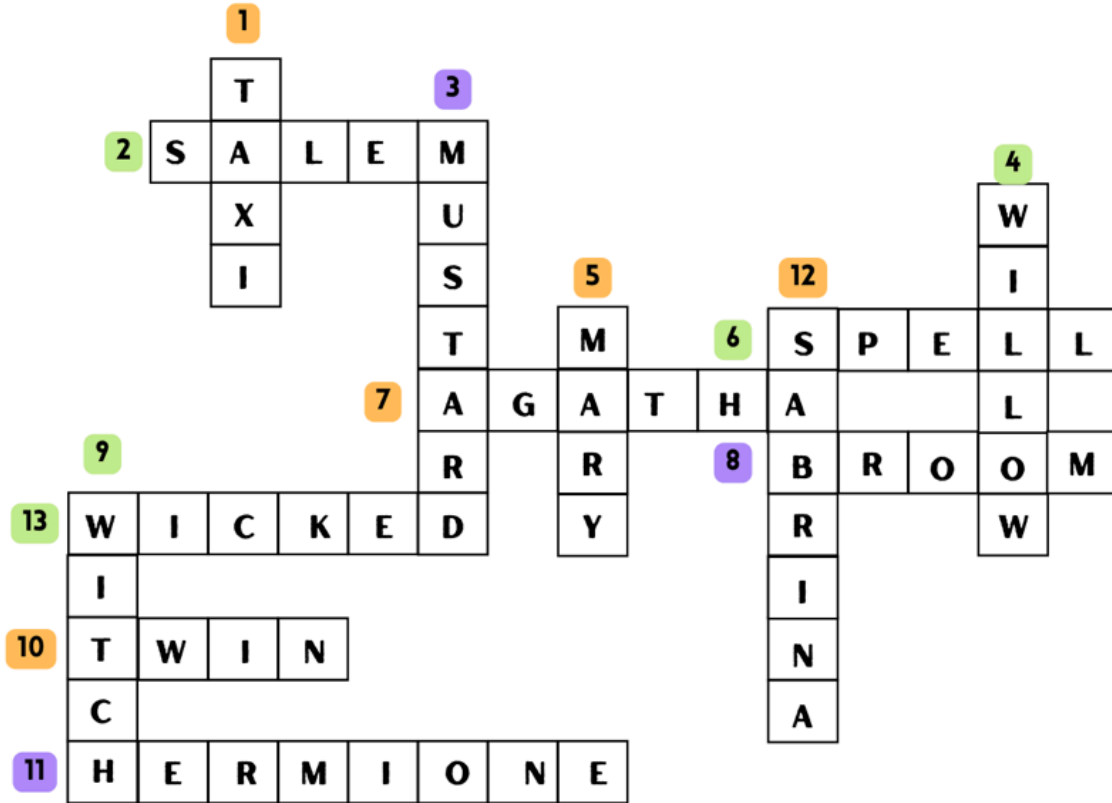 1
T 3
2 S A L E M 4
X U W
I S 5 12 I
T M 6 S P E L L
7 A G A T H A L
9 R R 8 B R O O M
13 W I C K E D Y R W
I I
10 T W I N N
C A
11 H E R M I O N E